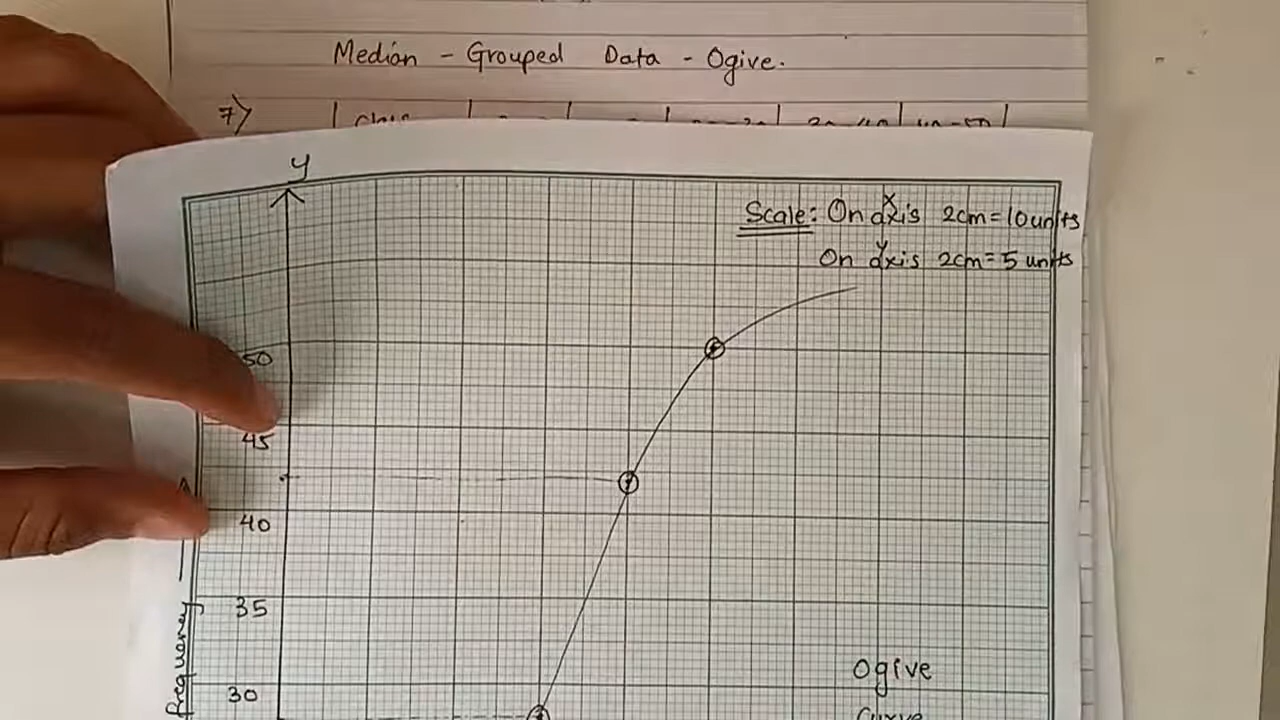 Median - Grouped Data - Ogive.
7)
y
Scale: On x axis 2cm = 10 units
On y axis 2cm = 5 units
50
45
40
35
30
frequency
Ogive
Curve